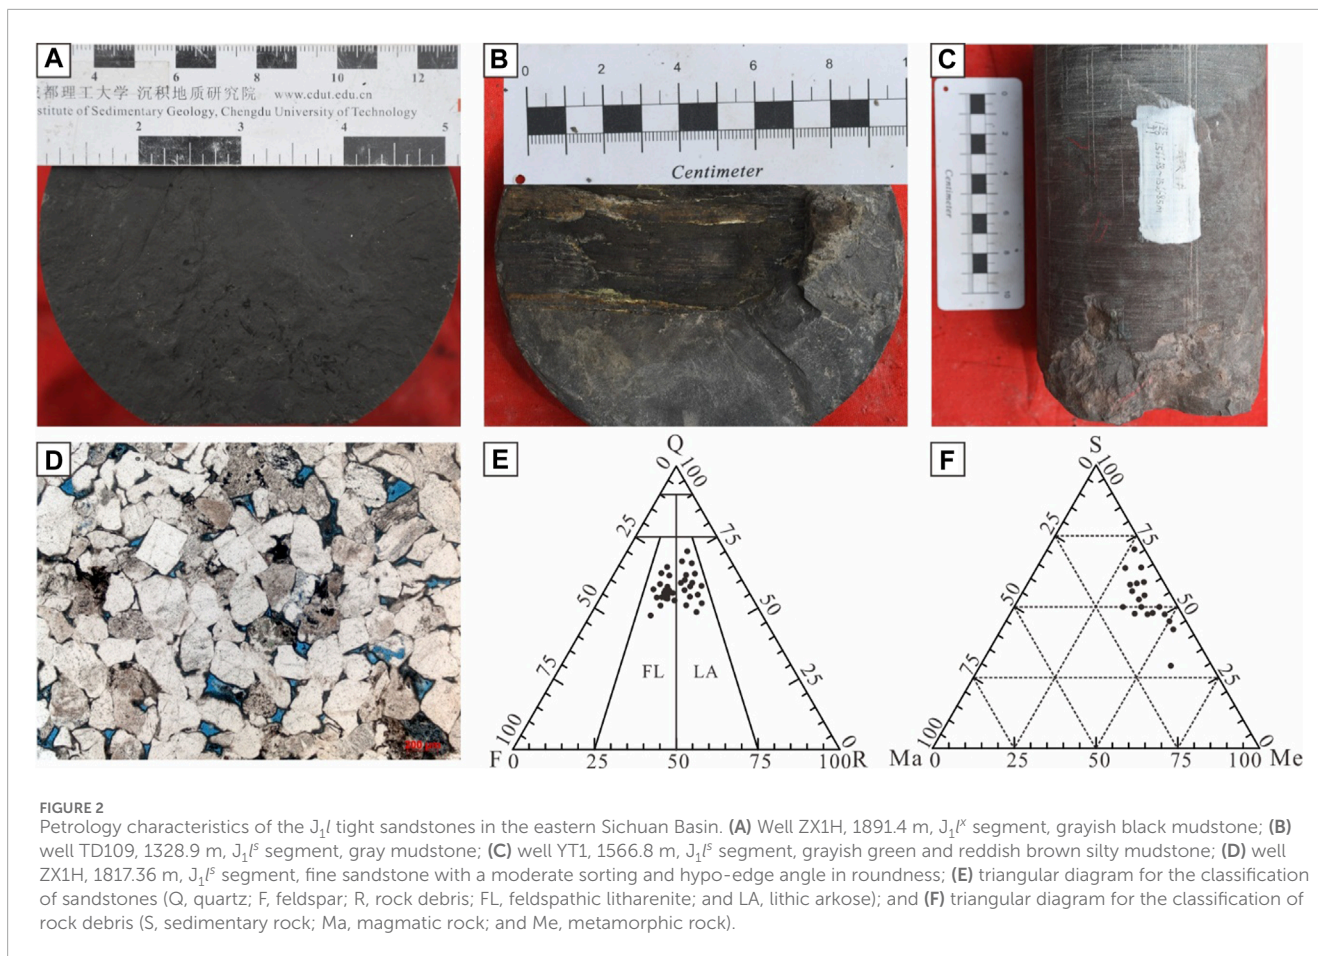 A
4 6 8 10 12
都理工大学 沉积地质研究院 www.cdut.edu.cn
stitute of Sedimentary Geology, Chengdu University of Technology
2 3 4 5
B
0 2 4 6 8
Centimeter
C
0
2
4
6
8
10
Centimeter
D
E
Q
0 100
25 75
50 50
75 25
FL LA
100 0
F 0 25 50 75 100 R
F
S
0 100
25 75
50 50
75 25
100 0
Ma 0 25 50 75 100 Me
FIGURE 2
Petrology characteristics of the J₁l tight sandstones in the eastern Sichuan Basin. (A) Well ZX1H, 1891.4 m, J₁lˣ segment, grayish black mudstone; (B)
well TD109, 1328.9 m, J₁lˢ segment, gray mudstone; (C) well YT1, 1566.8 m, J₁lˢ segment, grayish green and reddish brown silty mudstone; (D) well
ZX1H, 1817.36 m, J₁lˢ segment, fine sandstone with a moderate sorting and hypo-edge angle in roundness; (E) triangular diagram for the classification
of sandstones (Q, quartz; F, feldspar; R, rock debris; FL, feldspathic litharenite; and LA, lithic arkose); and (F) triangular diagram for the classification of
rock debris (S, sedimentary rock; Ma, magmatic rock; and Me, metamorphic rock).